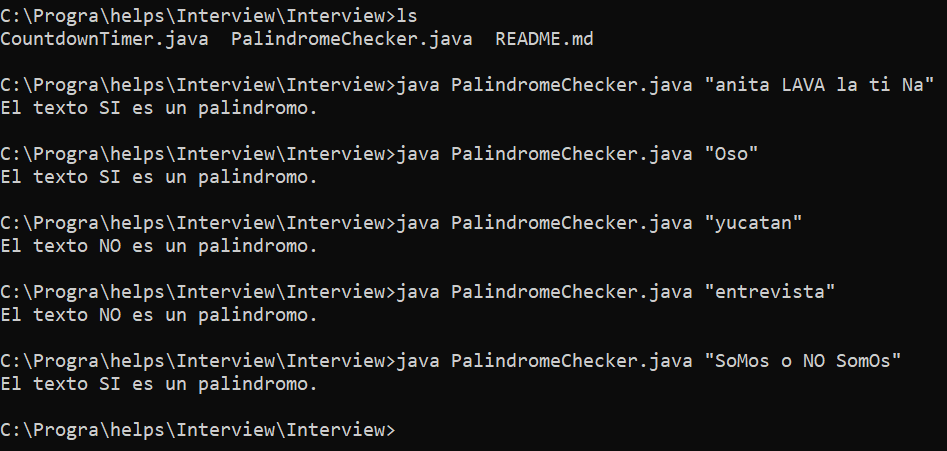 C:\Progra\helps\Interview\Interview>ls
CountdownTimer.java  PalindromeChecker.java  README.md
C:\Progra\helps\Interview\Interview>java PalindromeChecker.java "anita LAVA la ti Na"
El texto SI es un palindromo.
C:\Progra\helps\Interview\Interview>java PalindromeChecker.java "Oso"
El texto SI es un palindromo.
C:\Progra\helps\Interview\Interview>java PalindromeChecker.java "yucatan"
El texto NO es un palindromo.
C:\Progra\helps\Interview\Interview>java PalindromeChecker.java "entrevista"
El texto NO es un palindromo.
C:\Progra\helps\Interview\Interview>java PalindromeChecker.java "SoMos o NO SomOs"
El texto SI es un palindromo.
C:\Progra\helps\Interview\Interview>